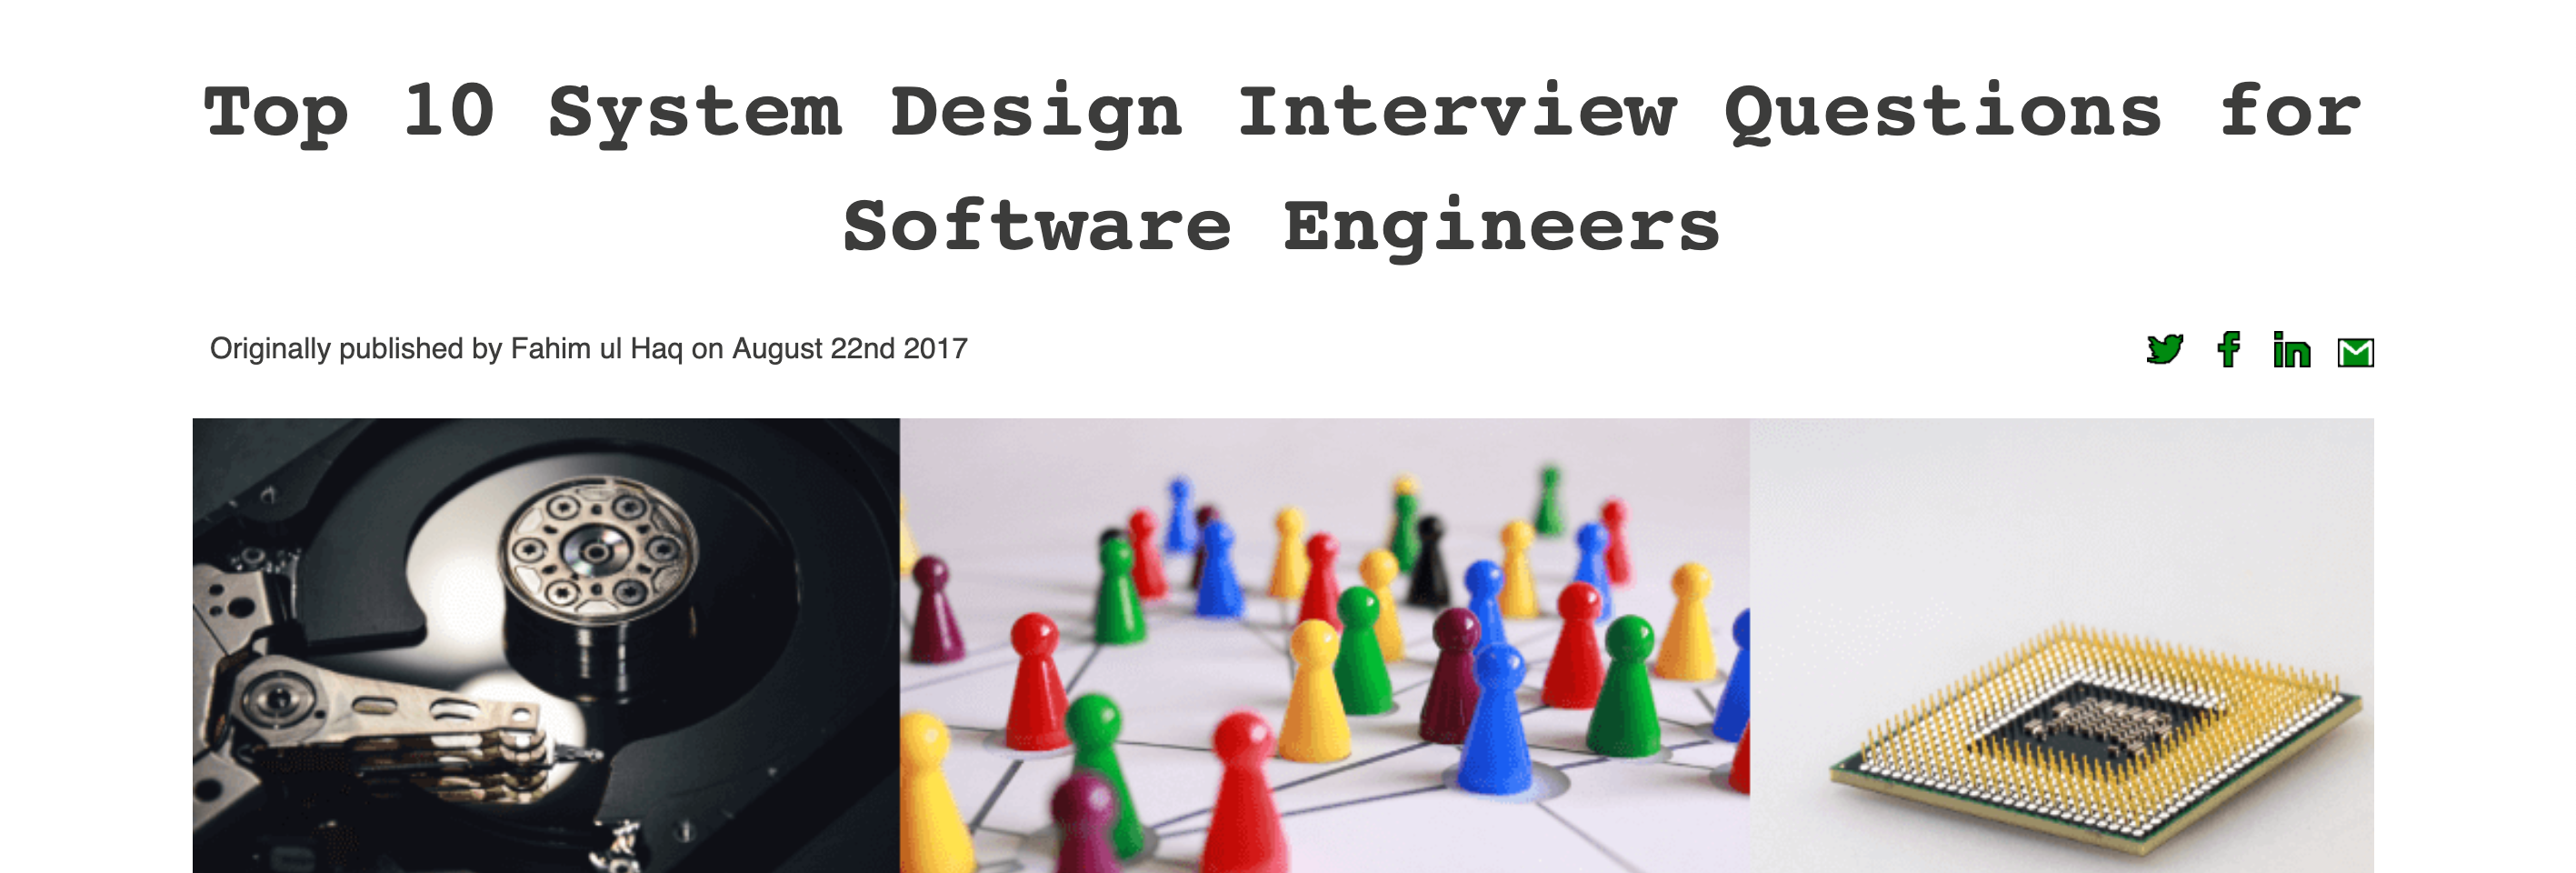 Top 10 System Design Interview Questions for
Software Engineers
Originally published by Fahim ul Haq on August 22nd 2017